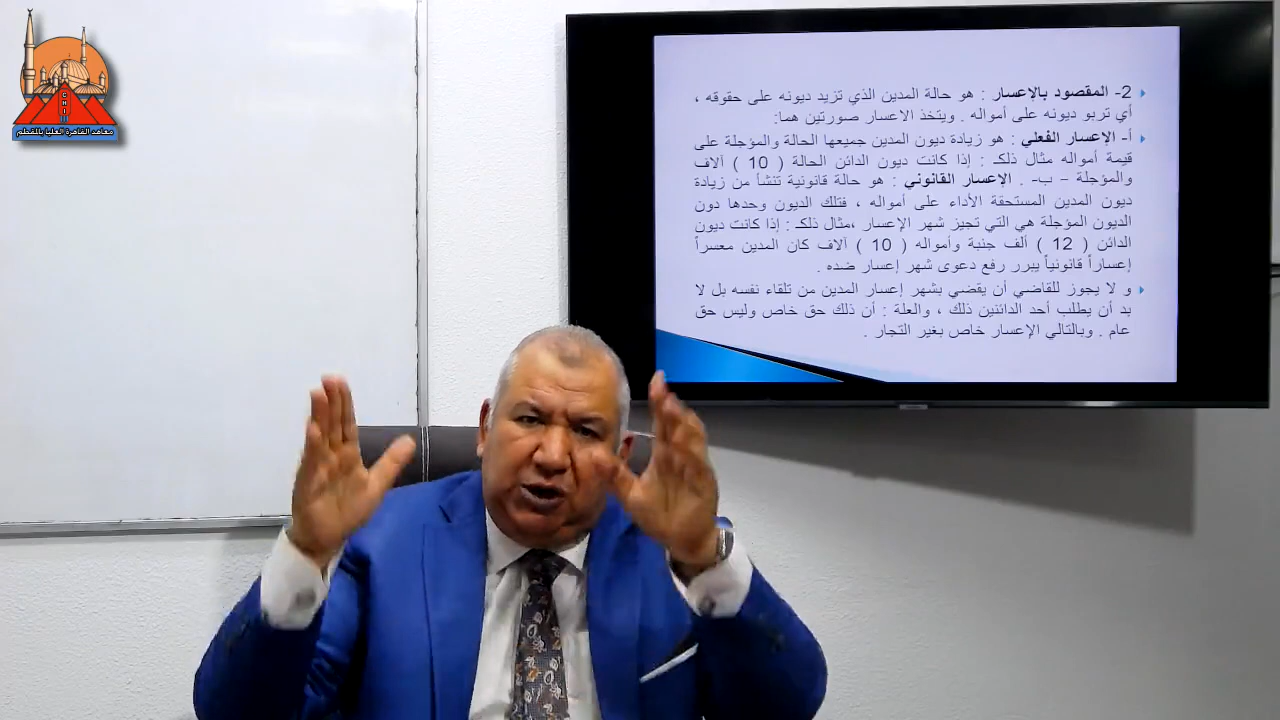 CHI
معاهد القاهرة العليا بالمقطم
2- المقصود بالإعسار : هو حالة المدين الذي تزيد ديونه على حقوقه ،
أي تربو ديونه على أمواله . ويتخذ الاعسار صورتين هما:
أ- الإعسار الفعلي : هو زيادة ديون المدين جميعها الحالة والمؤجلة على
قيمة أمواله مثال ذلك : إذا كانت ديون الدائن الحالة ( 10 ) آلاف
والمؤجلة – ب- . الإعسار القانوني : هو حالة قانونية تنشأ من زيادة
ديون المدين المستحقة الأداء على أمواله ، فتلك الديون وحدها دون
الديون المؤجلة هي التي تجيز شهر الإعسار ،مثال ذلك : إذا كانت ديون
الدائن ( 12 ) ألف جنبة وأمواله ( 10 ) آلاف كان المدين معسراً
إعساراً قانونياً يبرر رفع دعوى شهر إعسار ضده .
و لا يجوز للقاضي أن يقضي بشهر إعسار المدين من تلقاء نفسه بل لا
بد أن يطلب أحد الدائنين ذلك ، والعلة : أن ذلك حق خاص وليس حق
عام . وبالتالي الإعسار خاص بغير التجار .